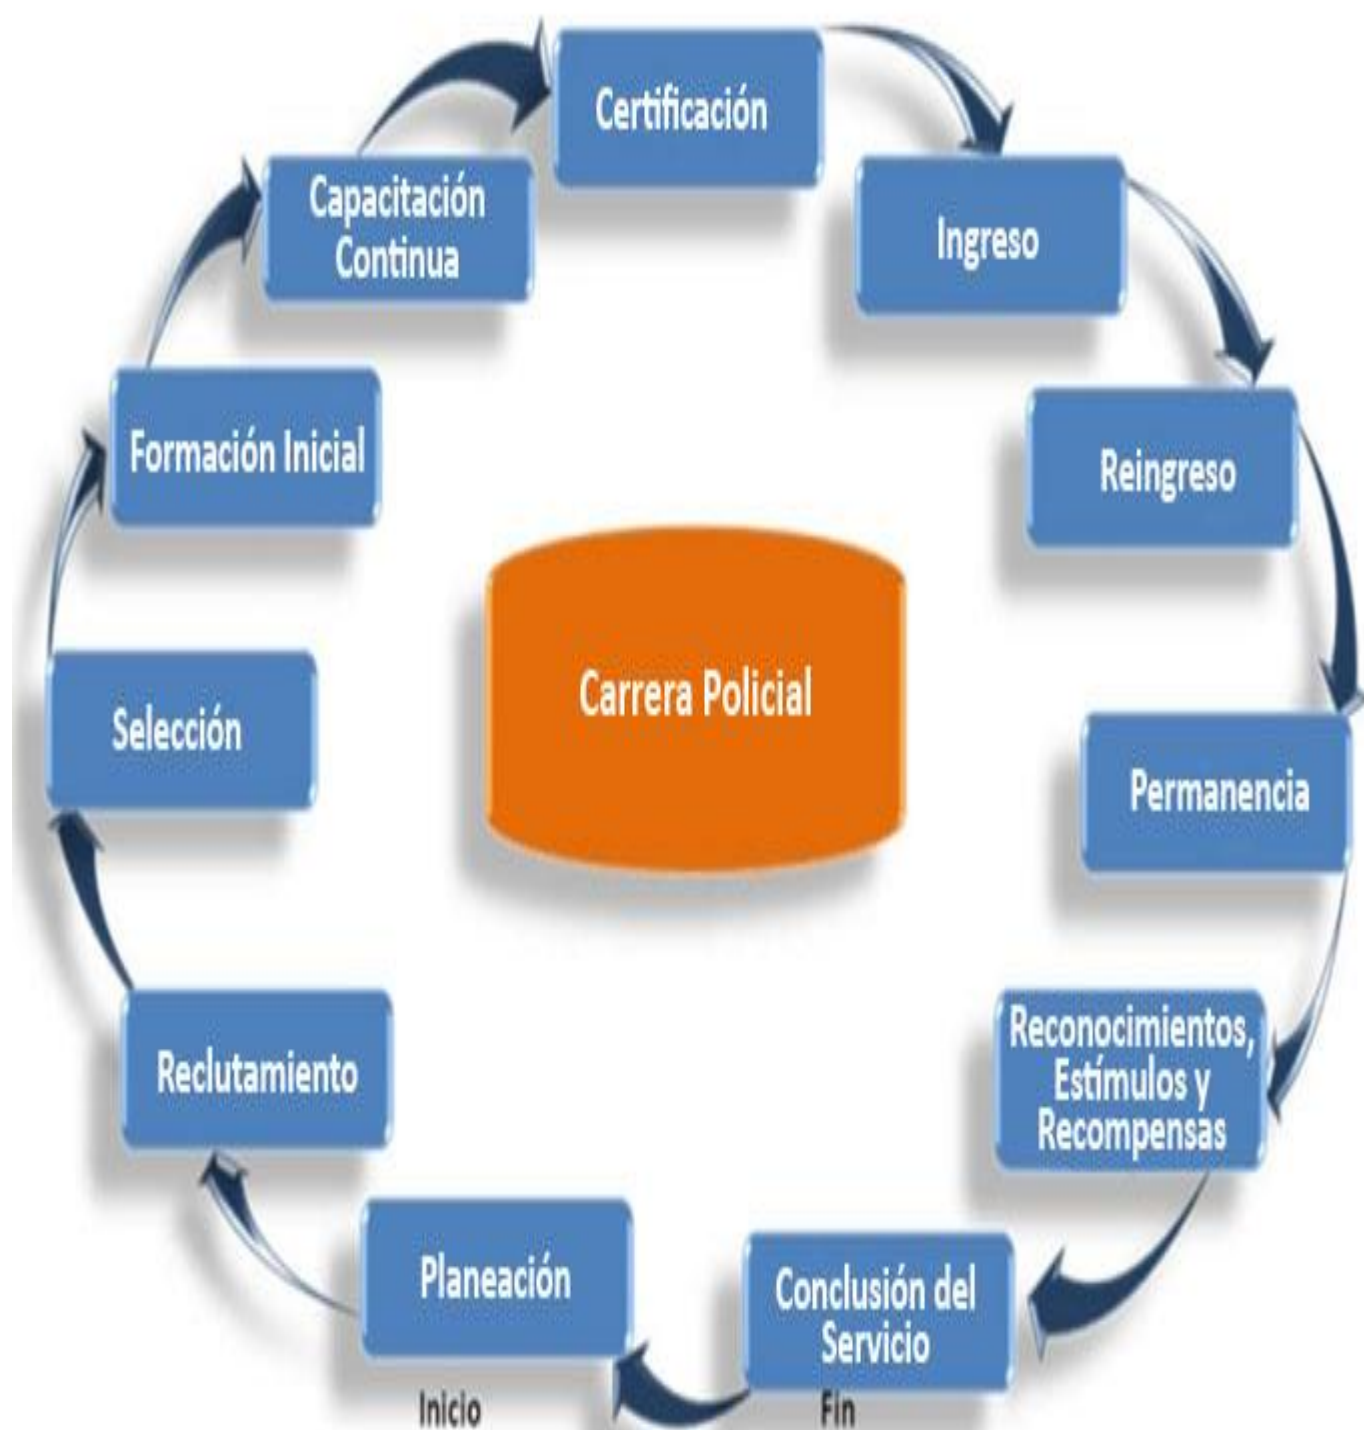 Certificación
Capacitación
Continua
Ingreso
Formación Inicial
Reingreso
Carrera Policial
Selección
Permanencia
Reclutamiento
Reconocimientos,
Estímulos y
Recompensas
Planeación
Conclusión del
Servicio
Inicio
Fin